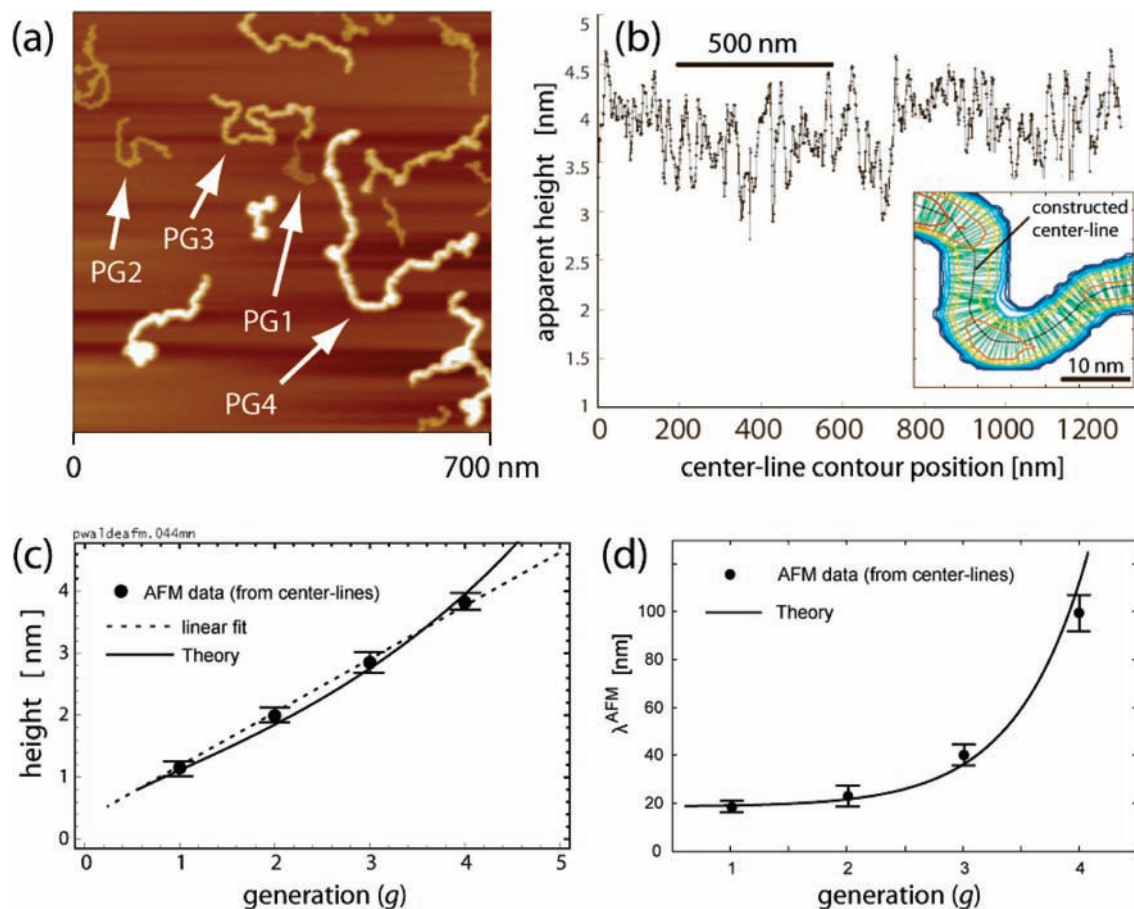 (a)
PG2
PG3
PG1
PG4
0
700 nm
(b)
500 nm
apparent height [nm]
5
4.5
4
3.5
3
2.5
2
1.5
1
constructed
center-line
10 nm
0
200
400
600
800
1000
1200
center-line contour position [nm]
(c)
pwaldeafm.044mn
AFM data (from center-lines)
linear fit
Theory
height [nm]
4
3
2
1
0
0
1
2
3
4
5
generation (g)
(d)
AFM data (from center-lines)
Theory
λAFM [nm]
100
80
60
40
20
0
1
2
3
4
generation (g)